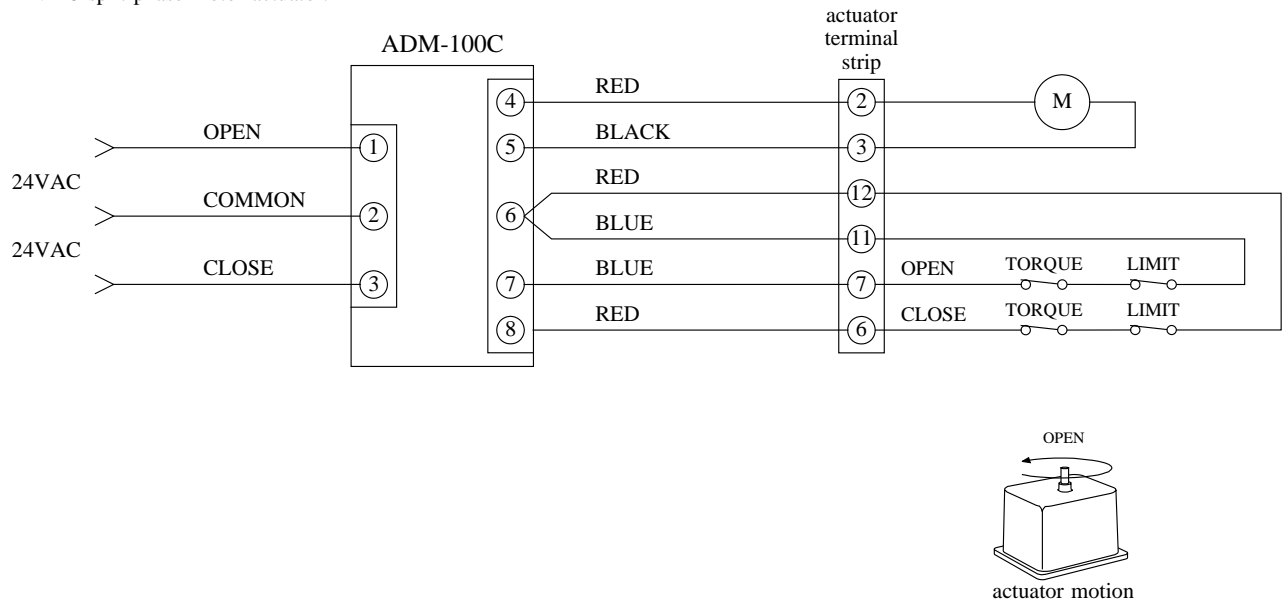 actuator
terminal
strip
ADM-100C
RED
4
2
M
OPEN
BLACK
1
5
3
24VAC
RED
12
COMMON
2
6
BLUE
11
24VAC
CLOSE
BLUE
OPEN
TORQUE
LIMIT
3
7
7
RED
CLOSE
TORQUE
LIMIT
8
6
OPEN
actuator motion